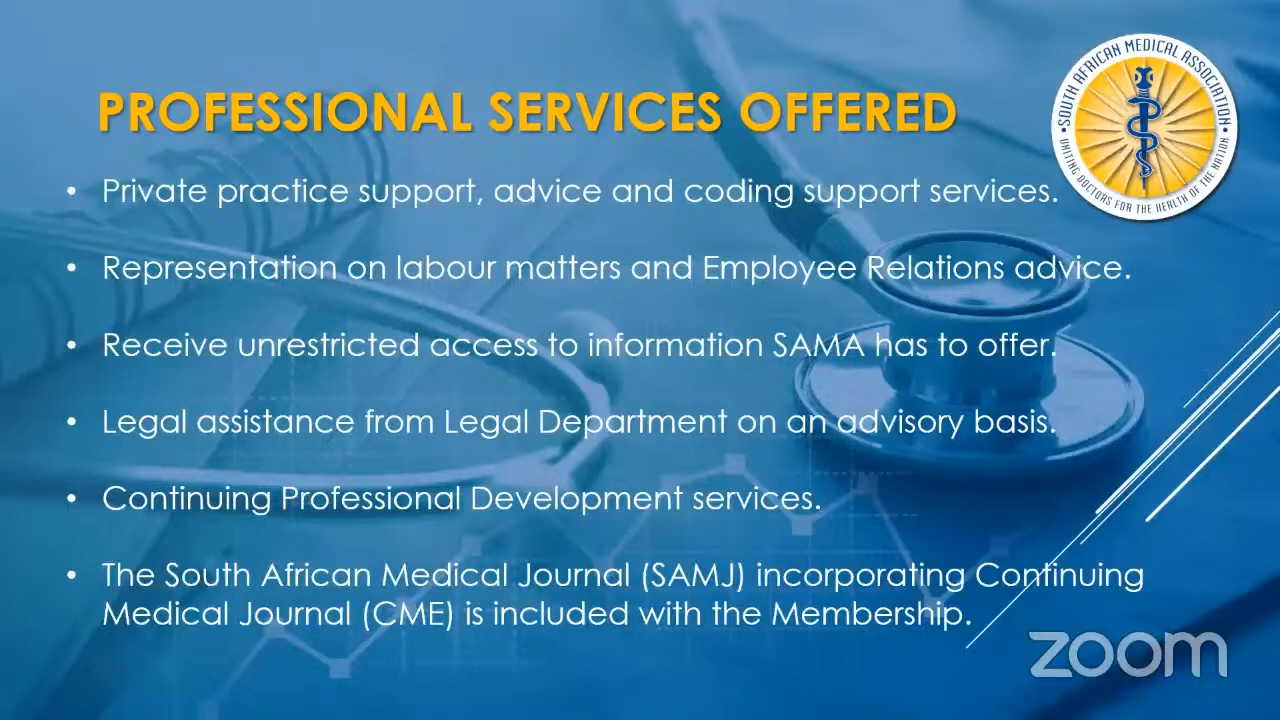 PROFESSIONAL SERVICES OFFERED
SOUTH AFRICAN MEDICAL ASSOCIATION
UNITING DOCTORS FOR THE HEALTH OF THE NATION
• Private practice support, advice and coding support services.
• Representation on labour matters and Employee Relations advice.
• Receive unrestricted access to information SAMA has to offer.
• Legal assistance from Legal Department on an advisory basis.
• Continuing Professional Development services.
• The South African Medical Journal (SAMJ) incorporating Continuing
Medical Journal (CME) is included with the Membership.
zoom